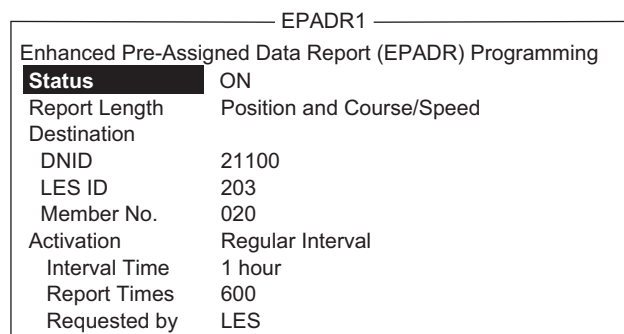 EPADR1
Enhanced Pre-Assigned Data Report (EPADR) Programming
Status ON
Report Length Position and Course/Speed
Destination
DNID 21100
LES ID 203
Member No. 020
Activation Regular Interval
Interval Time 1 hour
Report Times 600
Requested by LES